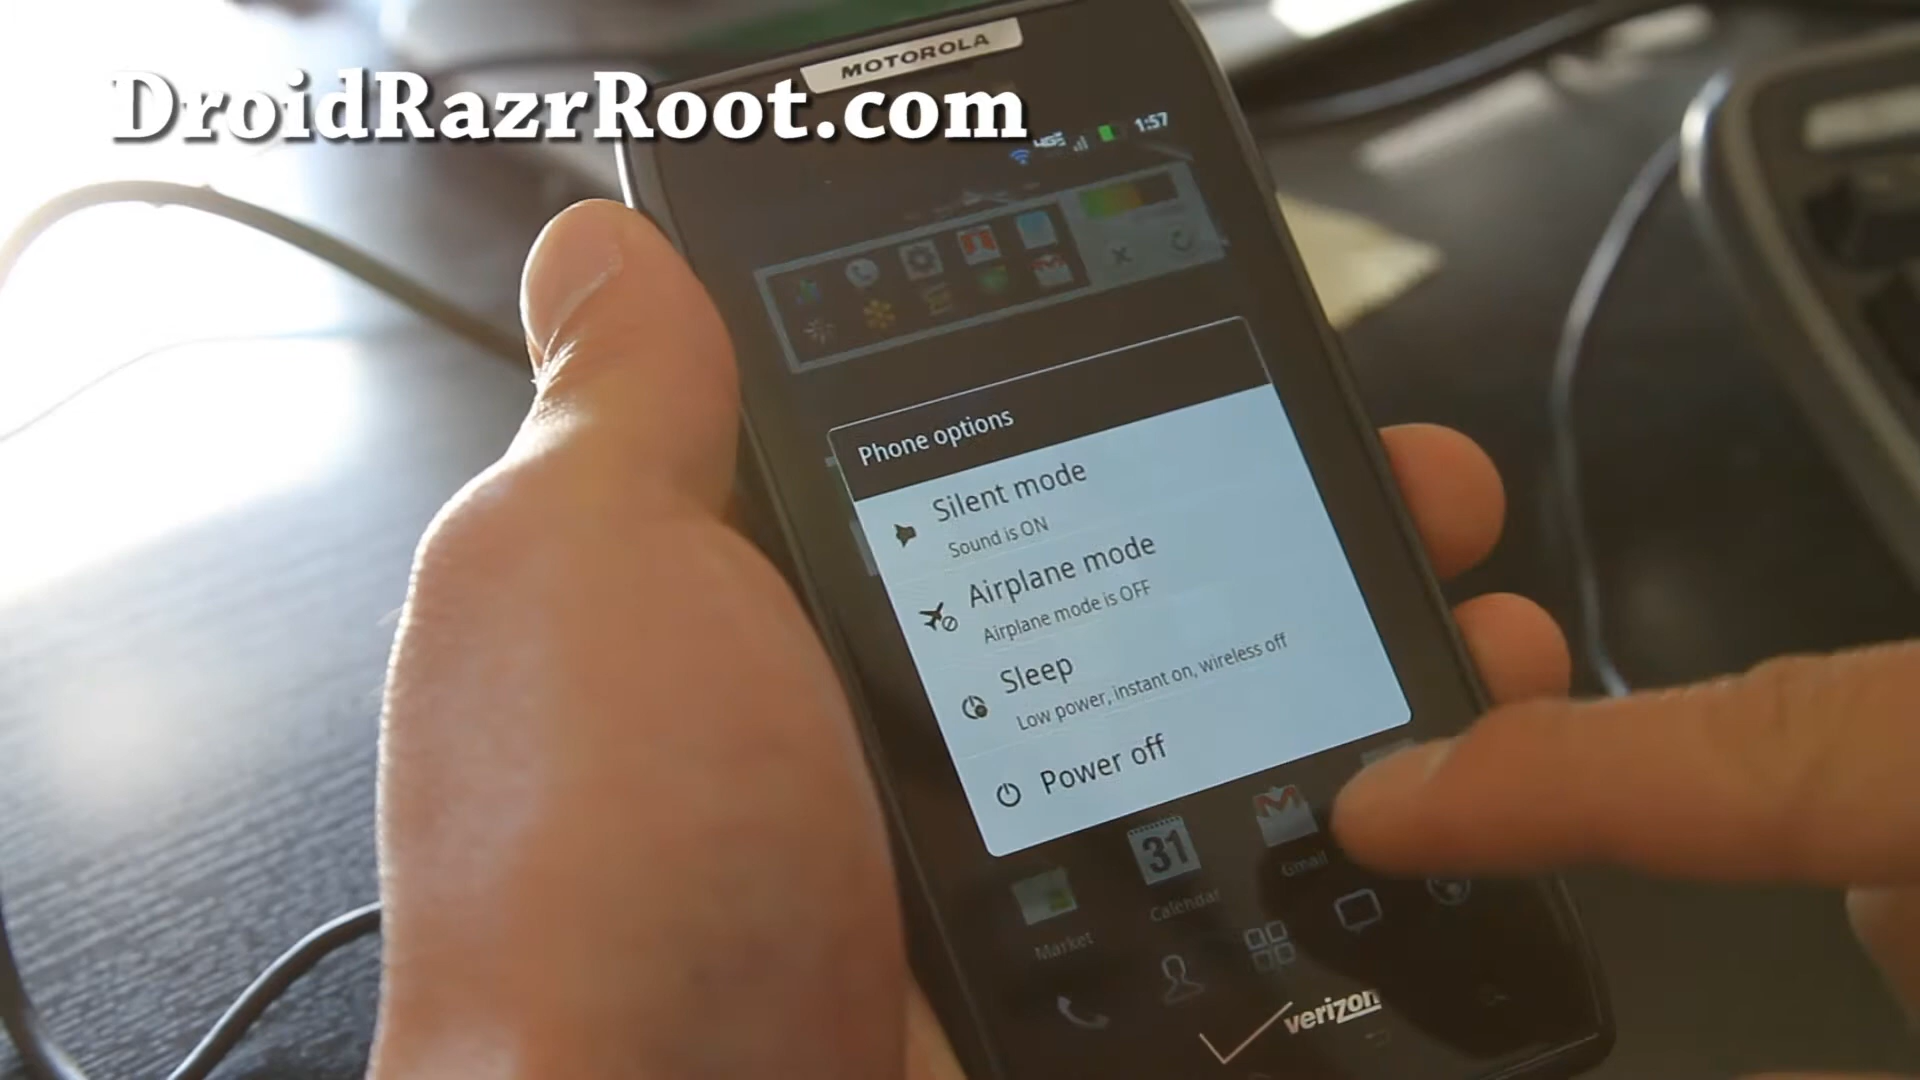 MOTOROLA
DroidRazrRoot.com
1:57
Phone options
Silent mode
Sound is ON
Airplane mode
Airplane mode is OFF
Sleep
Low power, instant on, wireless off
Power off
31
Market
Calendar
Gmail
verizon